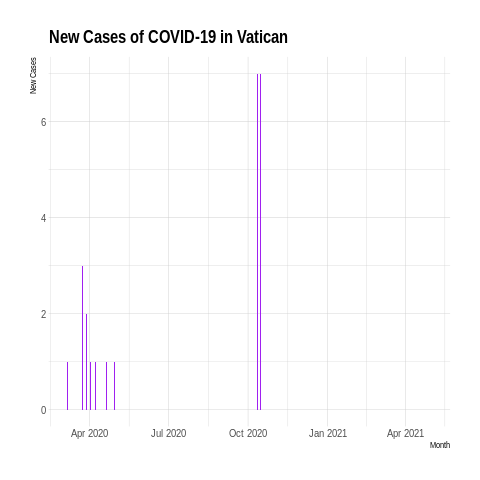 New Cases of COVID-19 in Vatican
New Cases
6
4
2
0
Apr 2020 Jul 2020 Oct 2020 Jan 2021 Apr 2021
Month